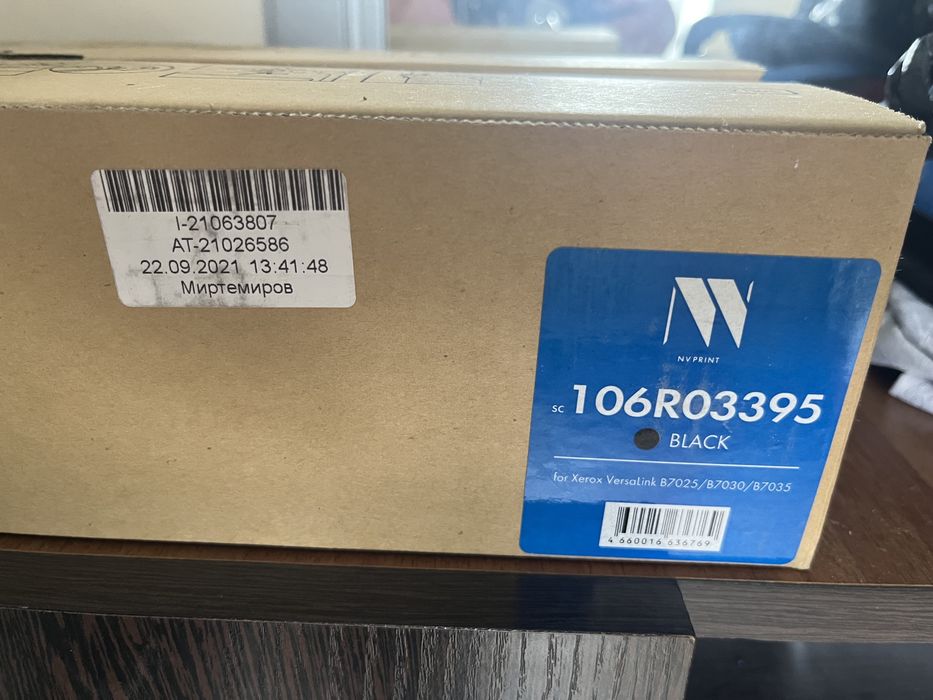 I-21063807
AT-21026586
22.09.2021 13:41:48
Миртемиров
NV PRINT
SC 106R03395
BLACK
for Xerox VersaLink B7025/B7030/B7035
4 660016 636769